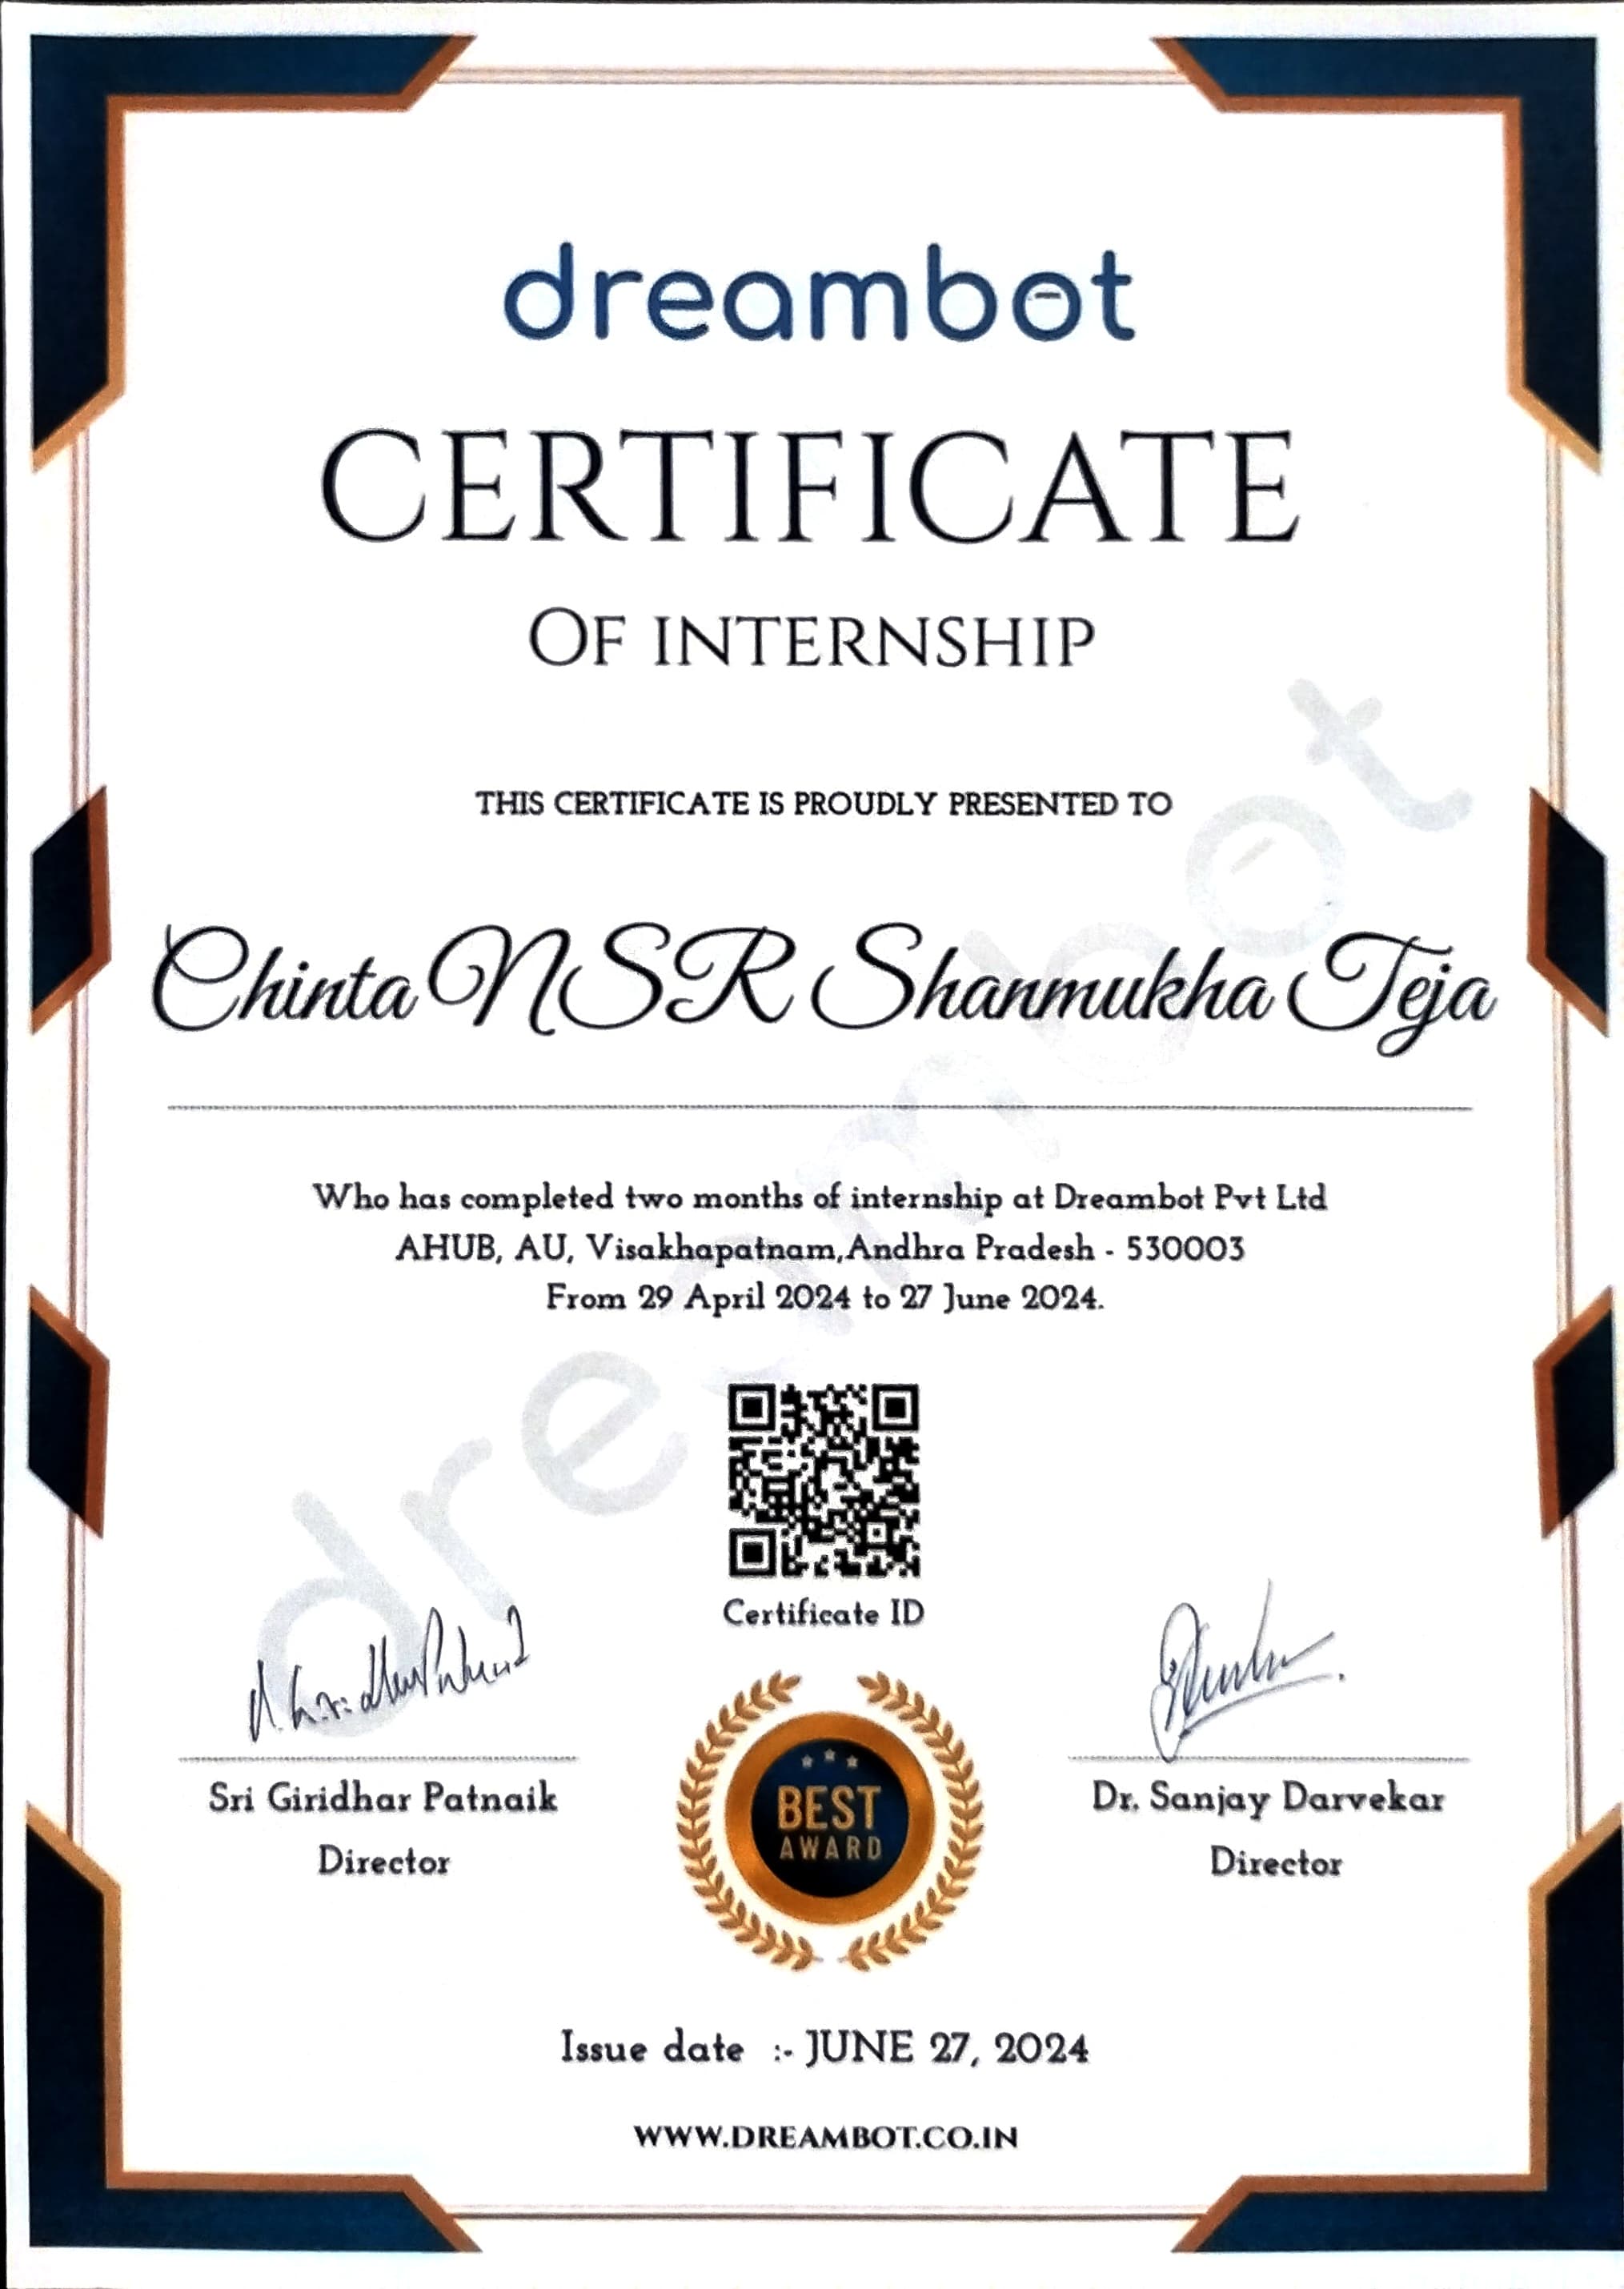 dreambot
CERTIFICATE
OF INTERNSHIP
THIS CERTIFICATE IS PROUDLY PRESENTED TO
Chinta NSR Shanmukha Teja
Who has completed two months of internship at Dreambot Pvt Ltd
AHUB, AU, Visakhapatnam,Andhra Pradesh - 530003
From 29 April 2024 to 27 June 2024.
dreambot
Certificate ID
Sri Giridhar Patnaik
Director
BEST
AWARD
Dr. Sanjay Darvekar
Director
Issue date :- JUNE 27, 2024
WWW.DREAMBOT.CO.IN